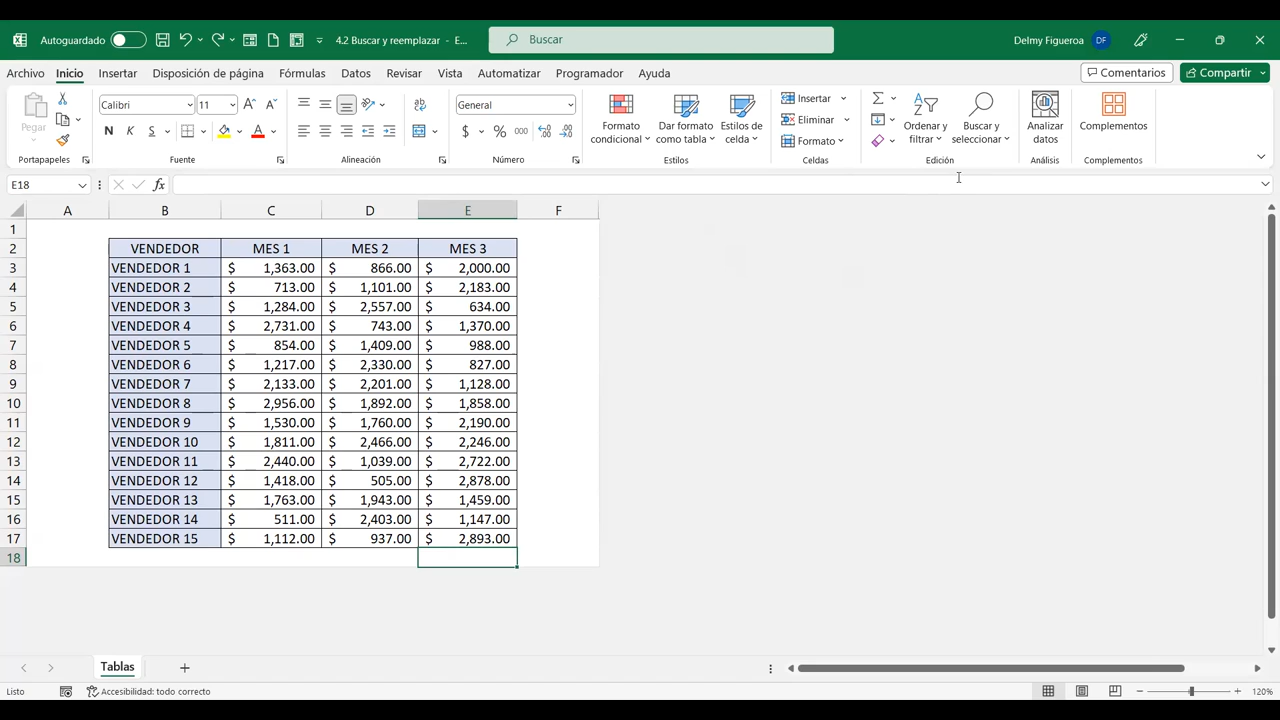 Autoguardado
4.2 Buscar y reemplazar - E...
Buscar
Delmy Figueroa
DF
Archivo Inicio Insertar Disposición de página Fórmulas Datos Revisar Vista Automatizar Programador Ayuda
Comentarios
Compartir
Pegar
Portapapeles
Calibri
11
N K S
Fuente
Alineación
General
$ % 000
Número
Formato condicional
Dar formato como tabla
Estilos de celda
Estilos
Insertar
Eliminar
Formato
Celdas
Ordenar y filtrar
Buscar y seleccionar
Edición
Analizar datos
Análisis
Complementos
Complementos
E18
fx
A B C D E F
1
2 VENDEDOR MES 1 MES 2 MES 3
3 VENDEDOR 1 $ 1,363.00 $ 866.00 $ 2,000.00
4 VENDEDOR 2 $ 713.00 $ 1,101.00 $ 2,183.00
5 VENDEDOR 3 $ 1,284.00 $ 2,557.00 $ 634.00
6 VENDEDOR 4 $ 2,731.00 $ 743.00 $ 1,370.00
7 VENDEDOR 5 $ 854.00 $ 1,409.00 $ 988.00
8 VENDEDOR 6 $ 1,217.00 $ 2,330.00 $ 827.00
9 VENDEDOR 7 $ 2,133.00 $ 2,201.00 $ 1,128.00
10 VENDEDOR 8 $ 2,956.00 $ 1,892.00 $ 1,858.00
11 VENDEDOR 9 $ 1,530.00 $ 1,760.00 $ 2,190.00
12 VENDEDOR 10 $ 1,811.00 $ 2,466.00 $ 2,246.00
13 VENDEDOR 11 $ 2,440.00 $ 1,039.00 $ 2,722.00
14 VENDEDOR 12 $ 1,418.00 $ 505.00 $ 2,878.00
15 VENDEDOR 13 $ 1,763.00 $ 1,943.00 $ 1,459.00
16 VENDEDOR 14 $ 511.00 $ 2,403.00 $ 1,147.00
17 VENDEDOR 15 $ 1,112.00 $ 937.00 $ 2,893.00
18
Tablas
Listo
Accesibilidad: todo correcto
120%